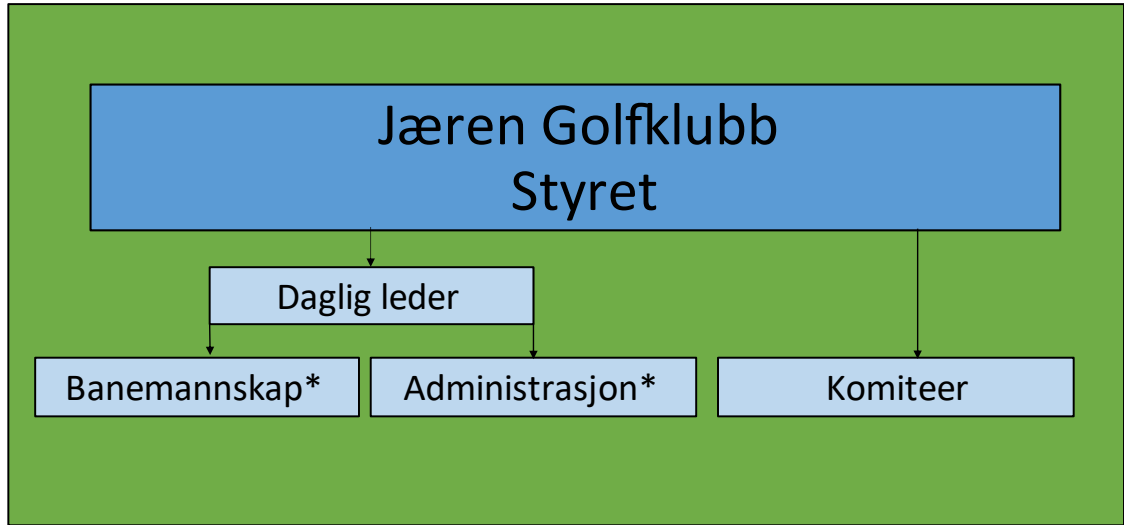 Jæren Golfklubb
Styret
Daglig leder
Banemannskap*
Administrasjon*
Komiteer